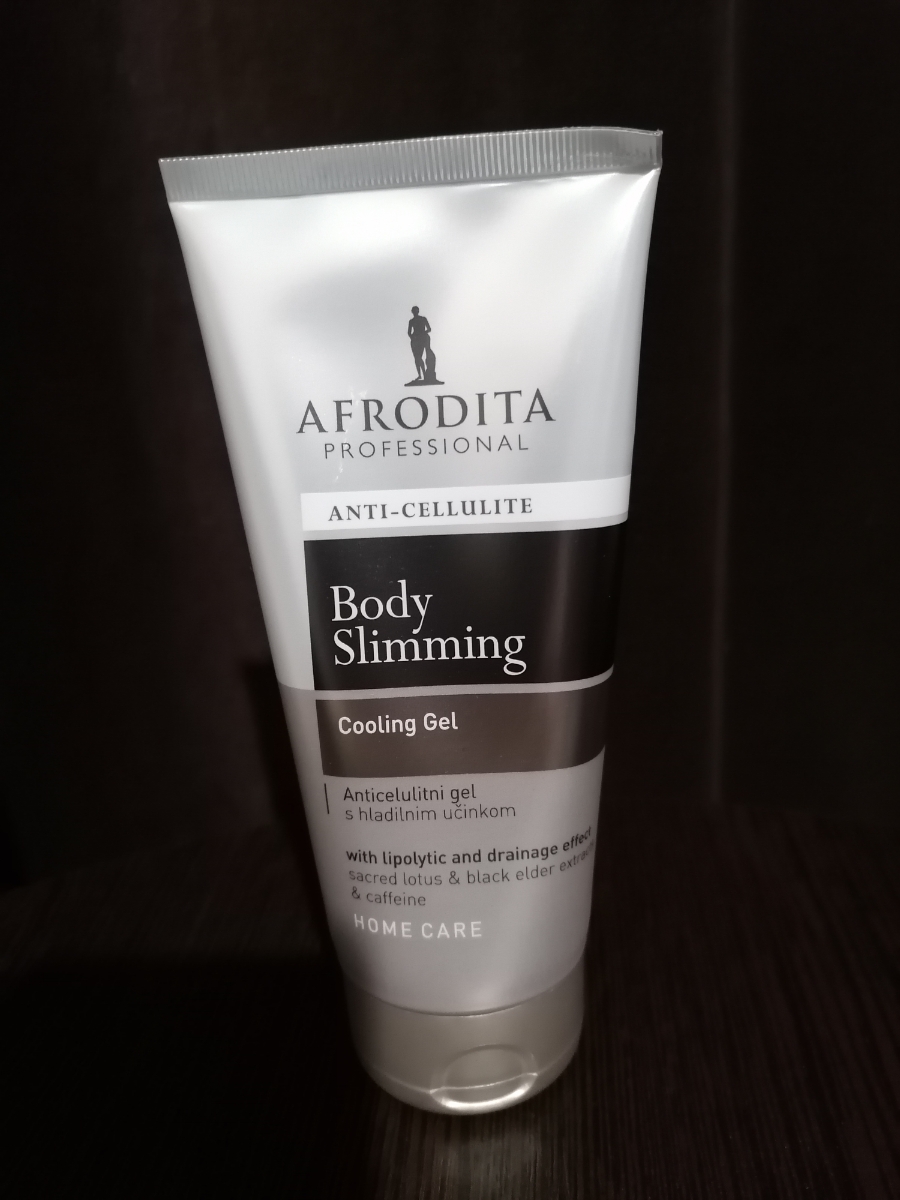 AFRODITA
PROFESSIONAL
ANTI-CELLULITE
Body
Slimming
Cooling Gel
Anticelulitni gel
s hladilnim učinkom
with lipolytic and drainage effect
sacred lotus & black elder extract
& caffeine
HOME CARE